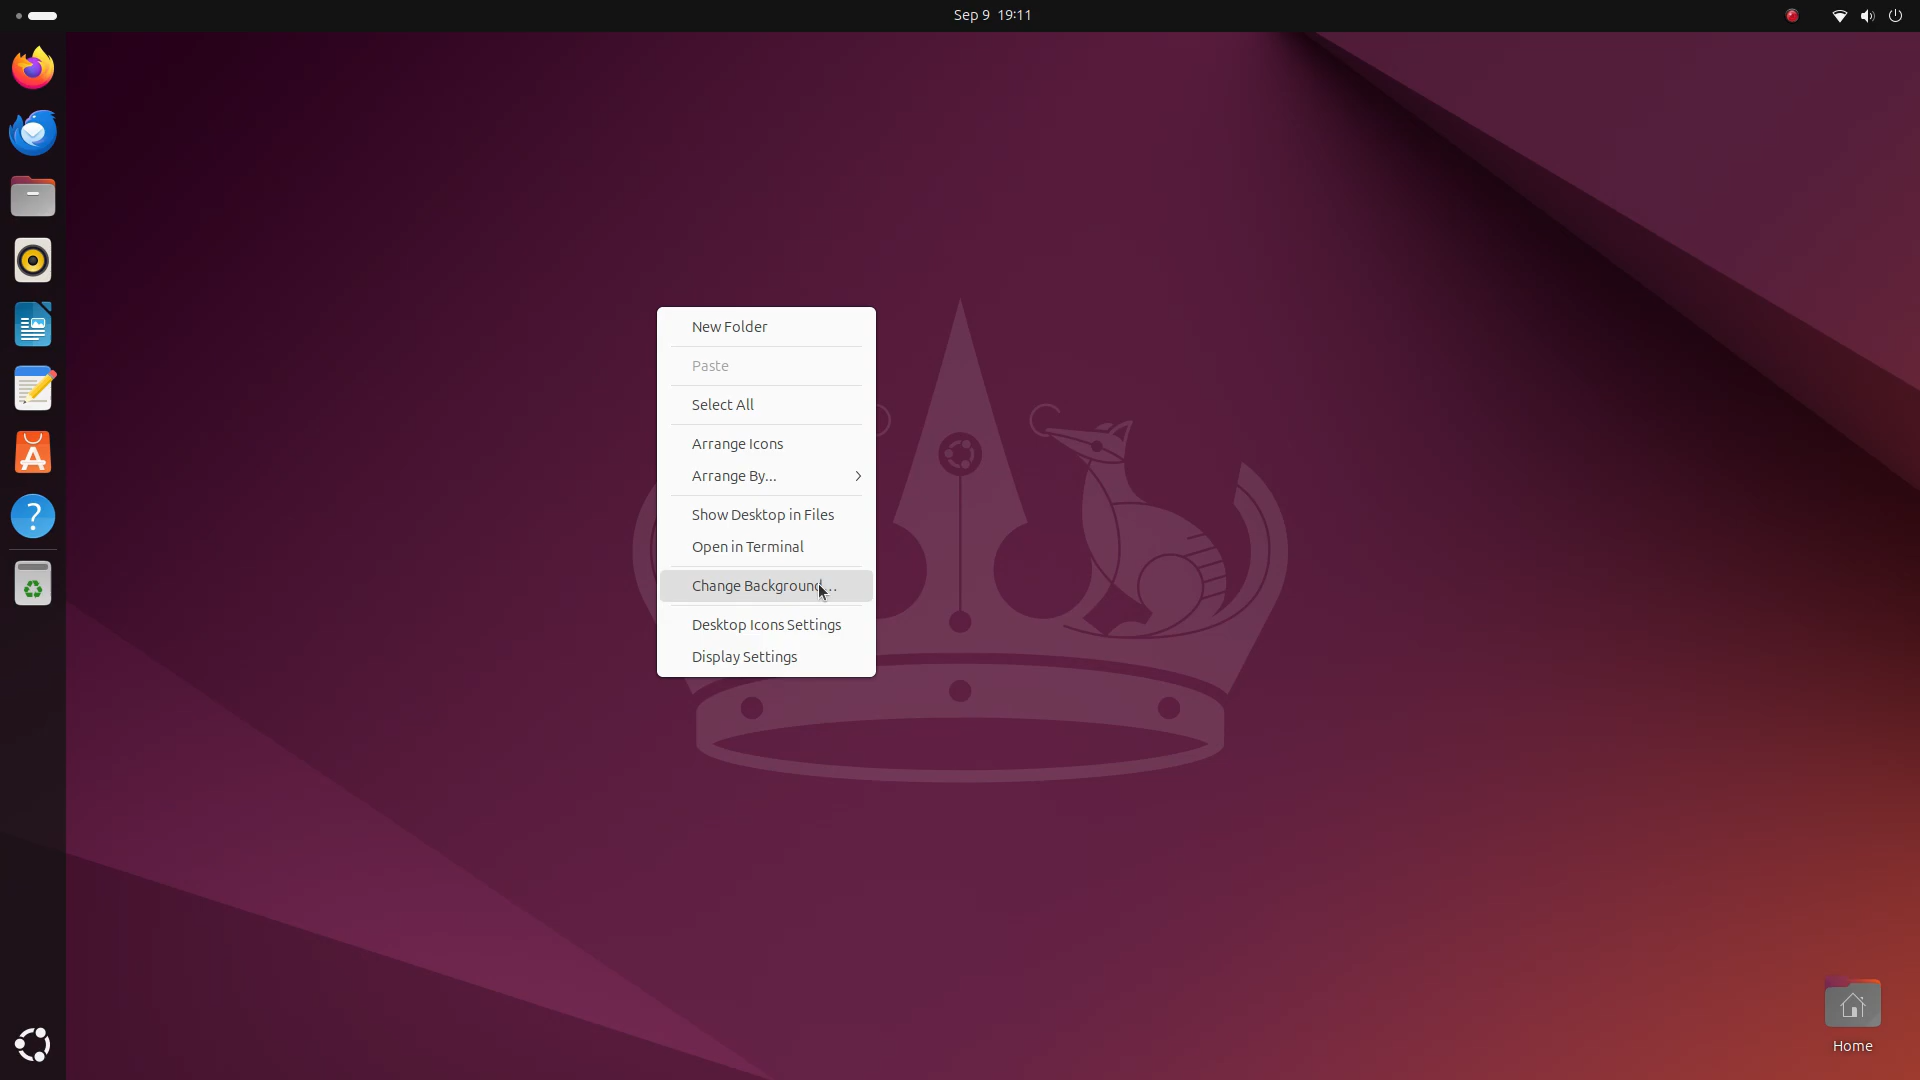 Sep 9 19:11
New Folder
Paste
Select All
Arrange Icons
Arrange By...
Show Desktop in Files
Open in Terminal
Change Background...
Desktop Icons Settings
Display Settings
Home